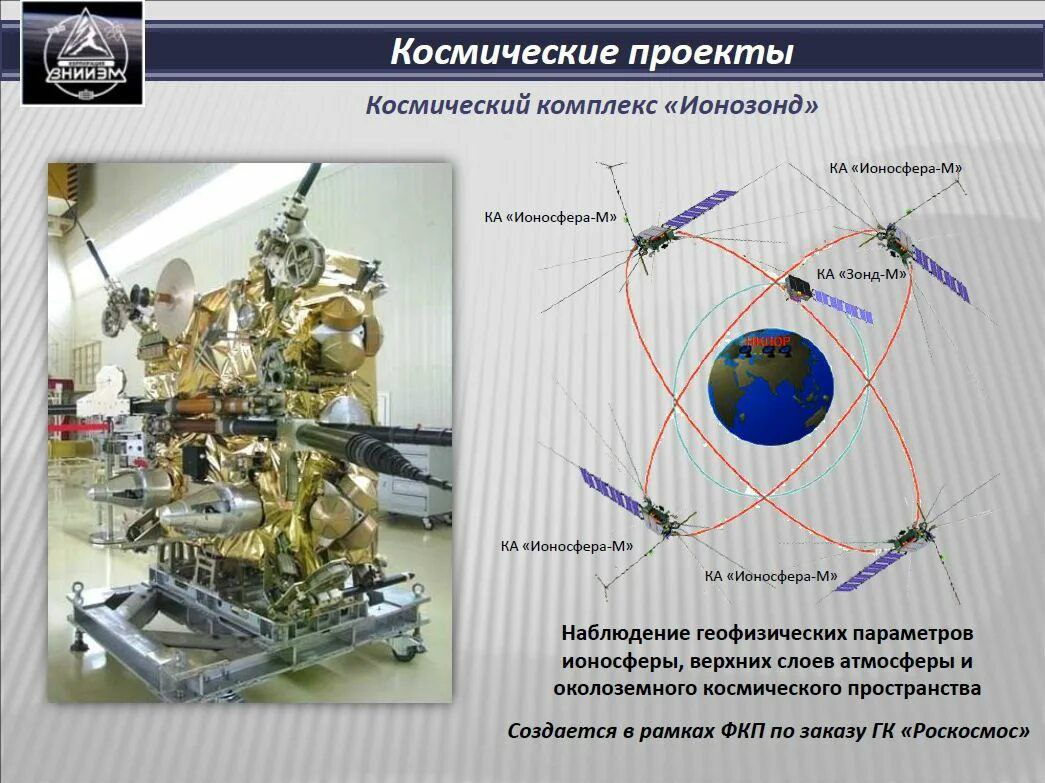 КОРПОРАЦИЯ
ВНИИЭМ
Космические проекты
Космический комплекс «Ионозонд»
КА «Ионосфера-М»
КА «Ионосфера-М»
КА «Зонд-М»
КА «Ионосфера-М»
КА «Ионосфера-М»
Наблюдение геофизических параметров
ионосферы, верхних слоев атмосферы и
околоземного космического пространства
Создается в рамках ФКП по заказу ГК «Роскосмос»